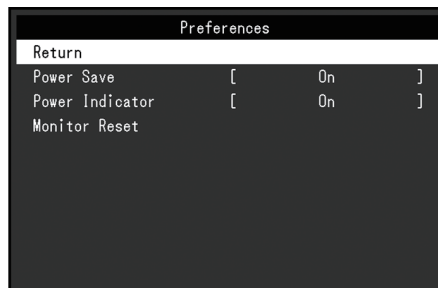 Preferences
Return
Power Save [ On ]
Power Indicator [ On ]
Monitor Reset